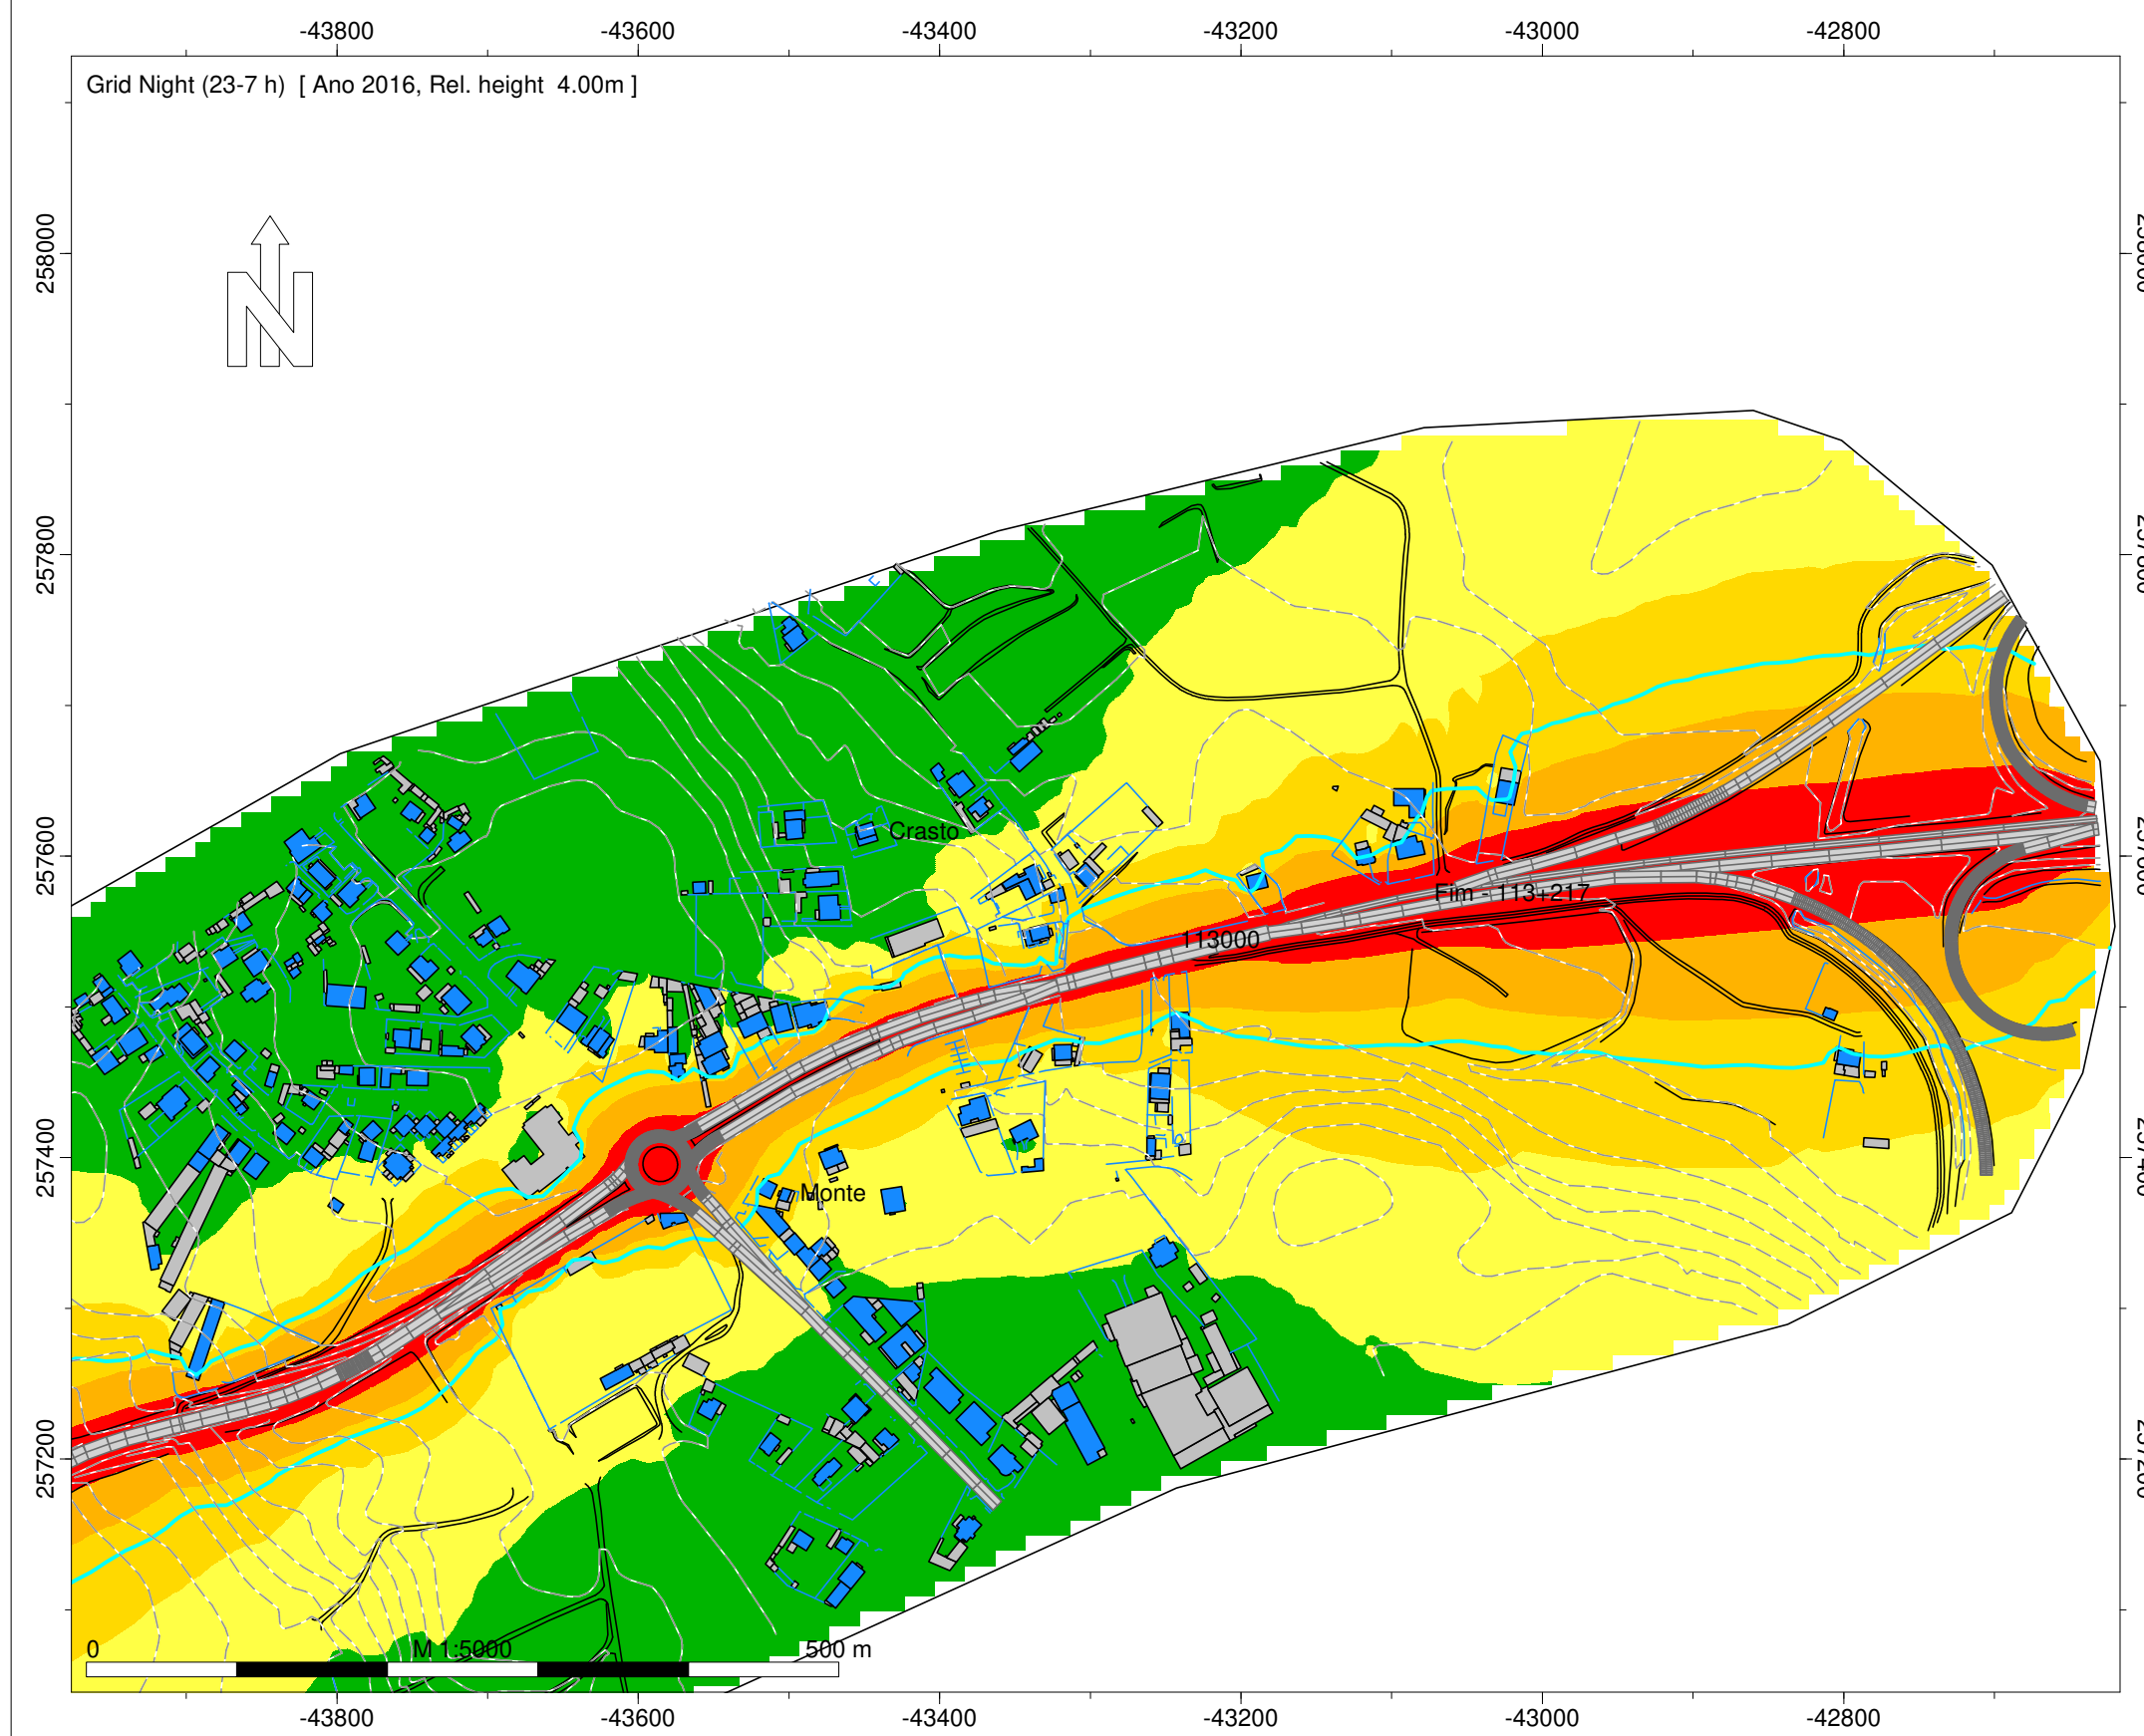 -43800 -43600 -43400 -43200 -43000 -42800
Grid Night (23-7 h) [ Ano 2016, Rel. height 4.00m ]
258000
N
257800
257600
257400
257200
Crasto
Fim - 113+217
113000
Monte
0 M 1:5000 500 m
-43800 -43600 -43400 -43200 -43000 -42800